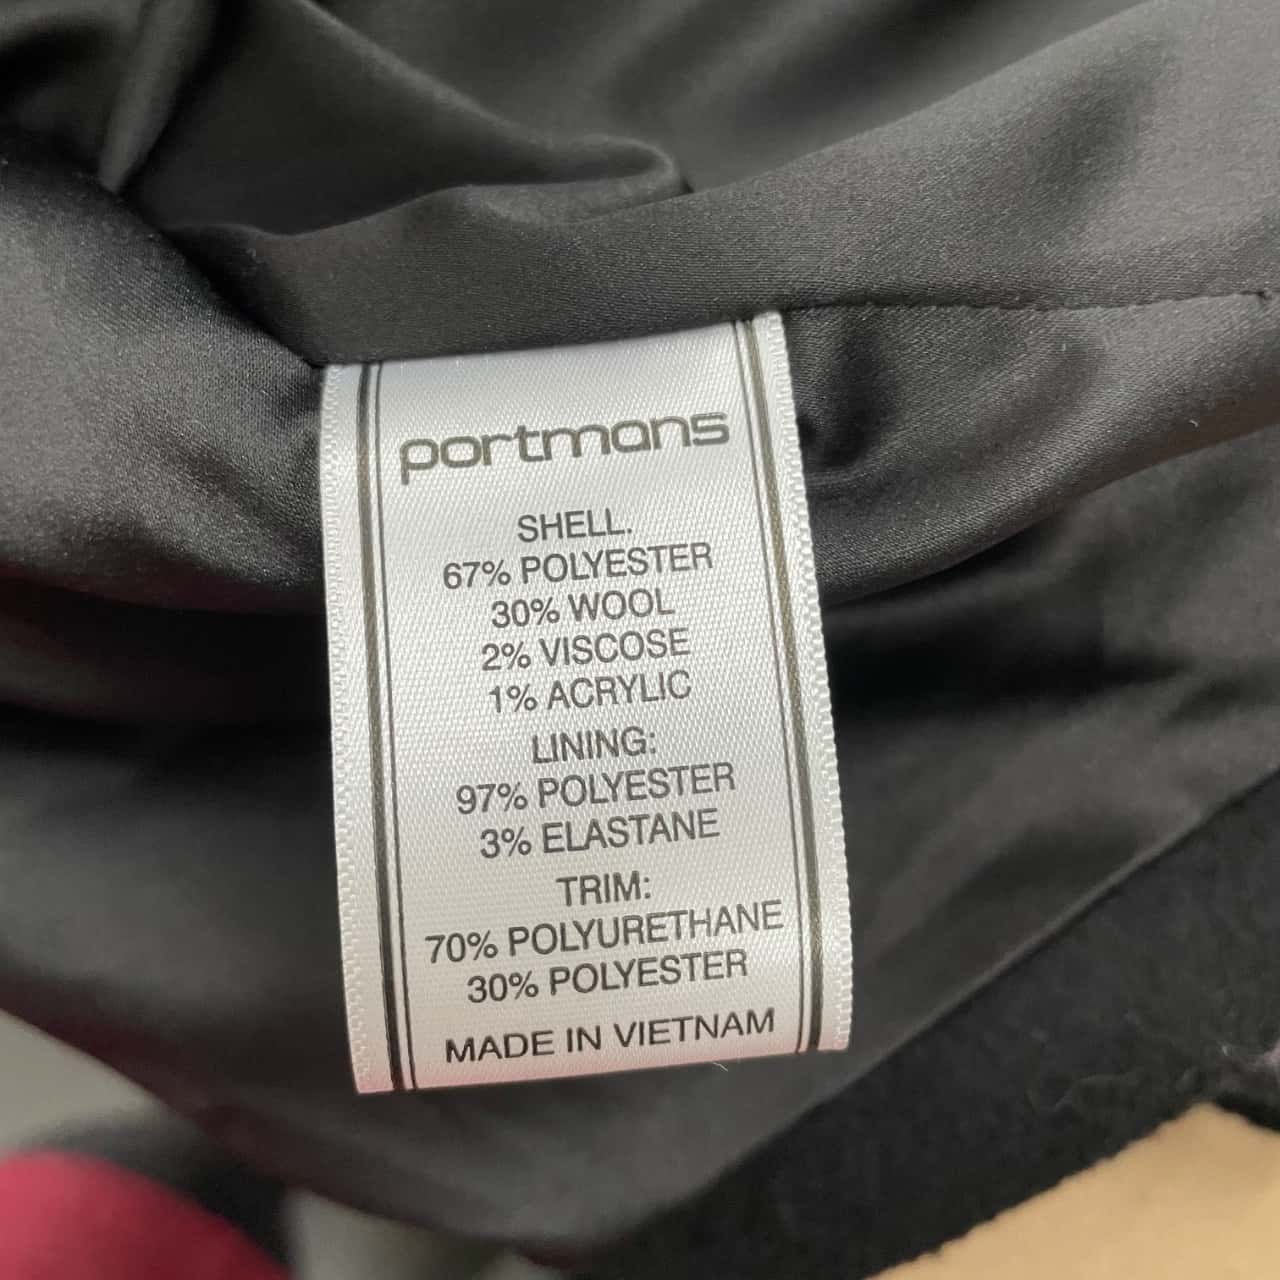 portmans
SHELL.
67% POLYESTER
30% WOOL
2% VISCOSE
1% ACRYLIC
LINING:
97% POLYESTER
3% ELASTANE
TRIM:
70% POLYURETHANE
30% POLYESTER
MADE IN VIETNAM